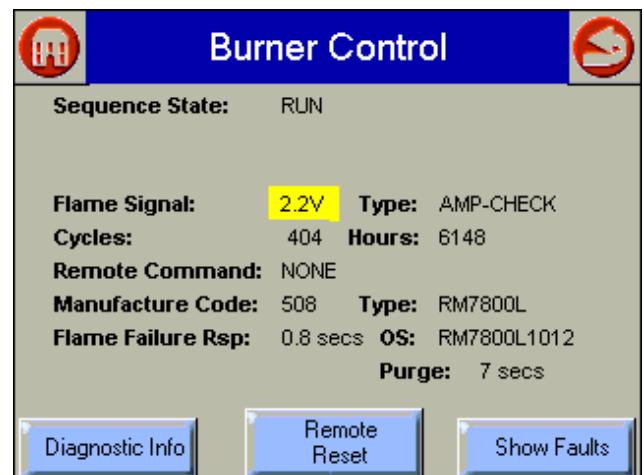 Burner Control
Sequence State: RUN
Flame Signal: 2.2V Type: AMP-CHECK
Cycles: 404 Hours: 6148
Remote Command: NONE
Manufacture Code: 508 Type: RM7800L
Flame Failure Rsp: 0.8 secs OS: RM7800L1012
Purge: 7 secs
Diagnostic Info
Remote
Reset
Show Faults